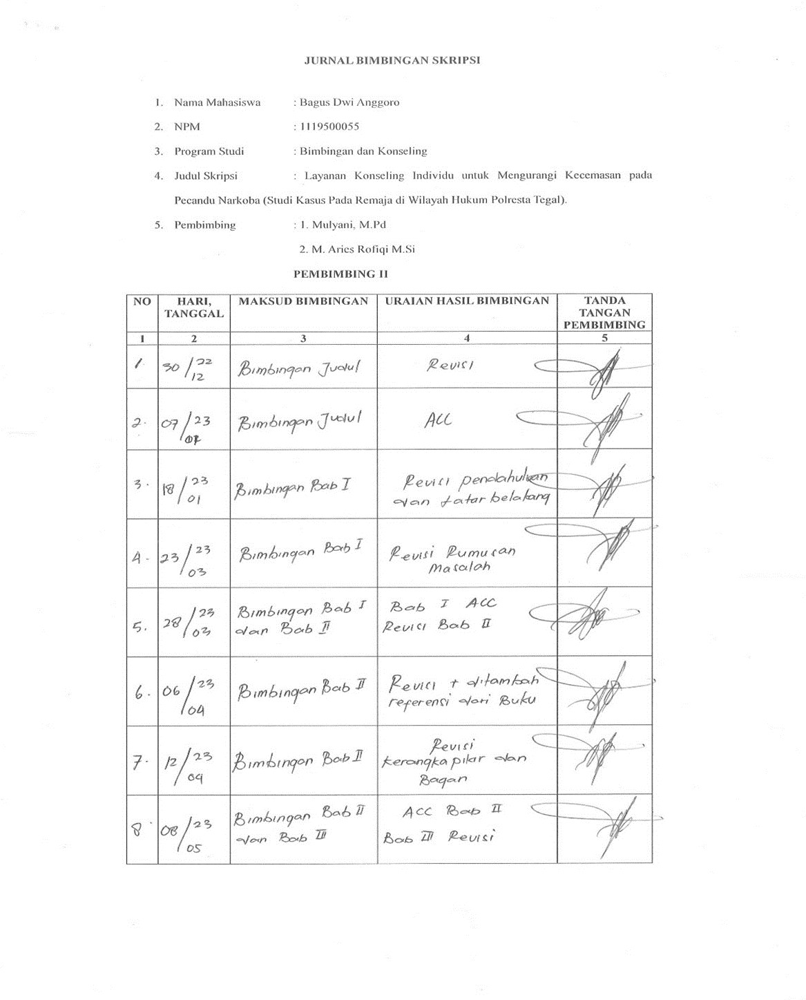 JURNAL BIMBINGAN SKRIPSI
1. Nama Mahasiswa : Bagus Dwi Anggoro
2. NPM : 1119500055
3. Program Studi : Bimbingan dan Konseling
4. Judul Skripsi : Layanan Konseling Individu untuk Mengurangi Kecemasan pada
Pecandu Narkoba (Studi Kasus Pada Remaja di Wilayah Hukum Polresta Tegal).
5. Pembimbing : 1. Mulyani, M.Pd
2. M. Aries Rofiqi M.Si
PEMBIMBING II
NO HARI, TANGGAL MAKSUD BIMBINGAN URAIAN HASIL BIMBINGAN TANDA TANGAN PEMBIMBING
1 2 3 4 5
1. 30/22 12 Bimbingan Judul Revisi
2. 07/23 01 Bimbingan Judul ACC
3. 18/23 01 Bimbingan Bab I Revisi pendahuluan
dan latar belakang
4. 23/23 03 Bimbingan Bab I Revisi Rumusan
Masalah
5. 28/23 03 Bimbingan Bab I Bab I ACC
dan Bab II Revisi Bab II
6. 06/23 04 Bimbingan Bab II Revisi + ditambah
referensi dari Buku
7. 12/23 04 Bimbingan Bab II Revisi
kerangka pikir dan
Bagan
8. 08/23 05 Bimbingan Bab II ACC Bab II
dan Bab III Bab III Revisi